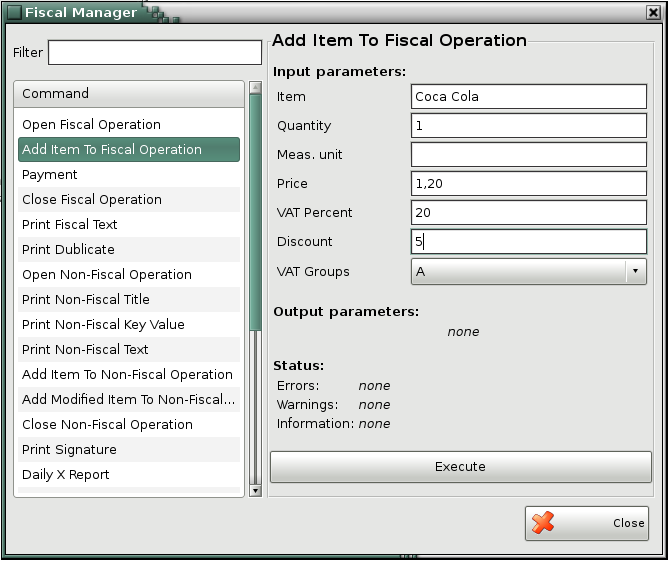 Fiscal Manager
Filter
Command
Open Fiscal Operation
Add Item To Fiscal Operation
Payment
Close Fiscal Operation
Print Fiscal Text
Print Dublicate
Open Non-Fiscal Operation
Print Non-Fiscal Title
Print Non-Fiscal Key Value
Print Non-Fiscal Text
Add Item To Non-Fiscal Operation
Add Modified Item To Non-Fiscal...
Close Non-Fiscal Operation
Print Signature
Daily X Report
Add Item To Fiscal Operation
Input parameters:
Item Coca Cola
Quantity 1
Meas. unit
Price 1,20
VAT Percent 20
Discount 5
VAT Groups A
Output parameters:
none
Status:
Errors: none
Warnings: none
Information: none
Execute
Close